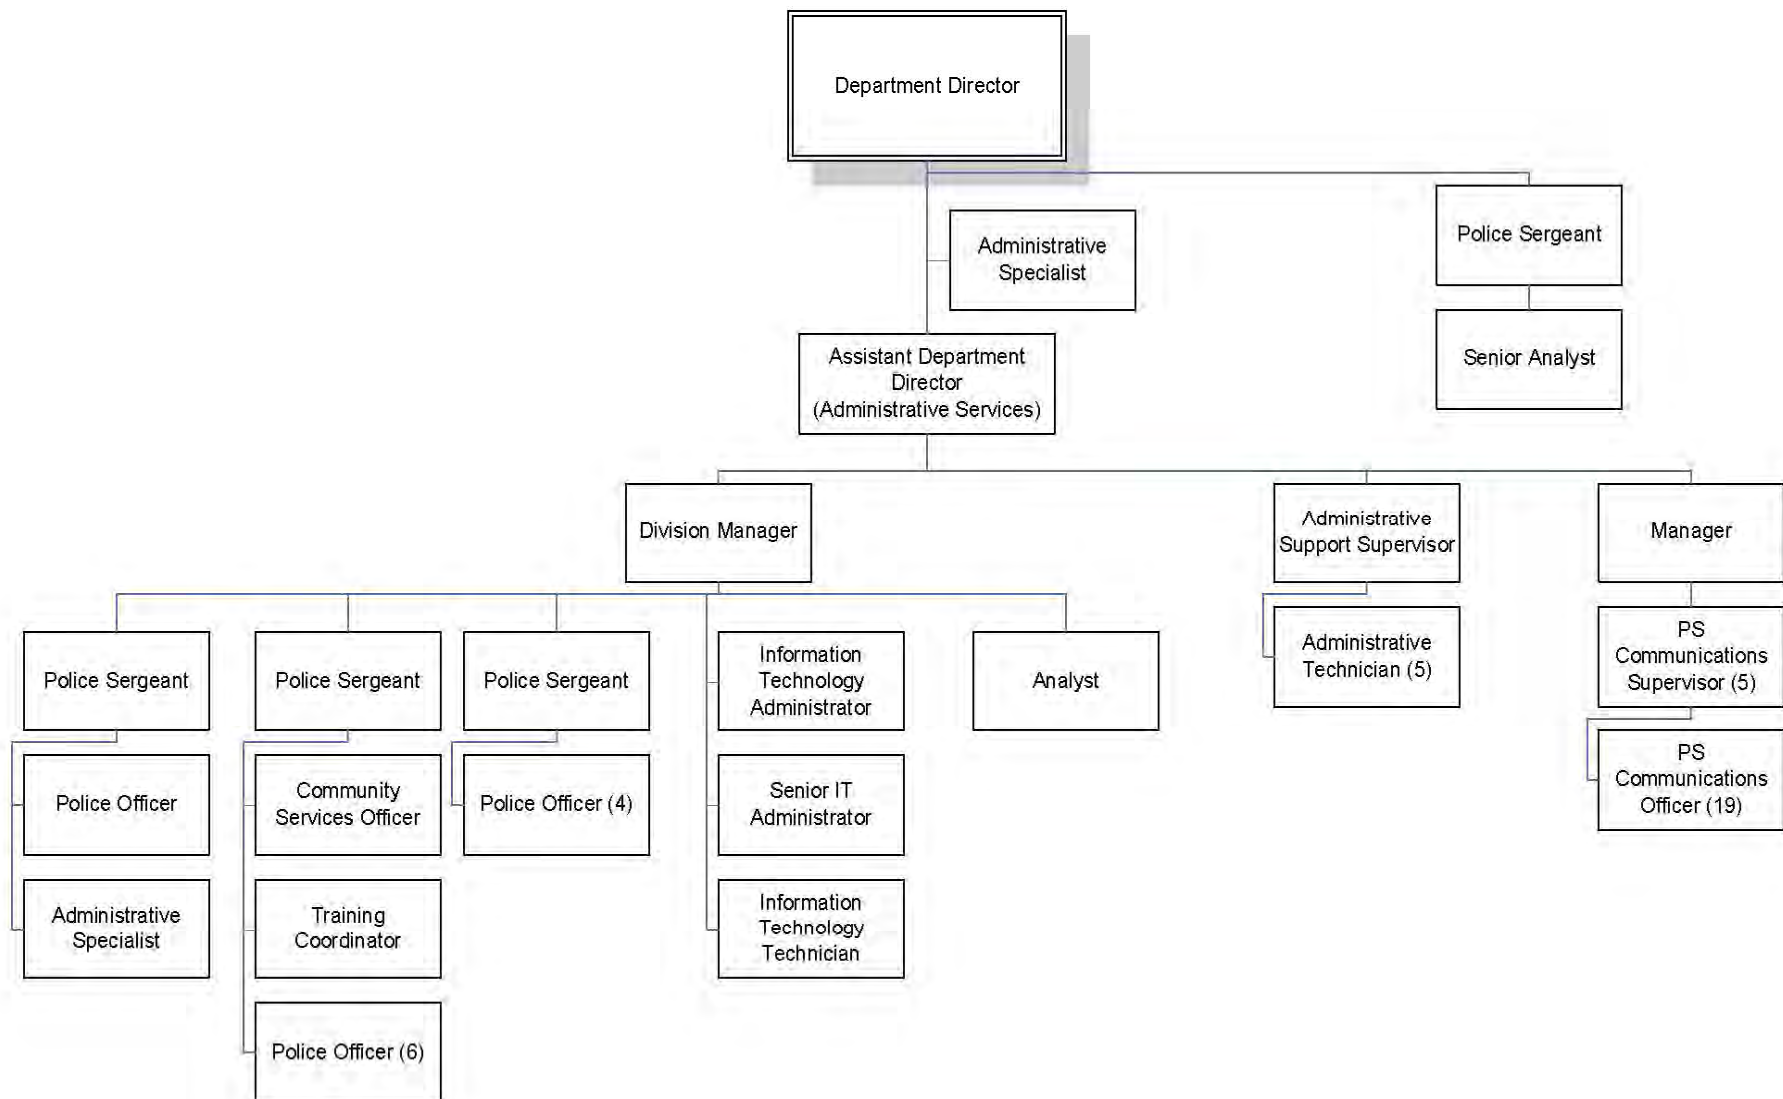 Department Director
Administrative
Specialist
Police Sergeant
Senior Analyst
Assistant Department
Director
(Administrative Services)
Division Manager
Administrative
Support Supervisor
Manager
Police Sergeant
Police Sergeant
Police Sergeant
Information
Technology
Administrator
Analyst
Administrative
Technician (5)
PS
Communications
Supervisor (5)
Police Officer
Community
Services Officer
Police Officer (4)
Senior IT
Administrator
PS
Communications
Officer (19)
Administrative
Specialist
Training
Coordinator
Information
Technology
Technician
Police Officer (6)